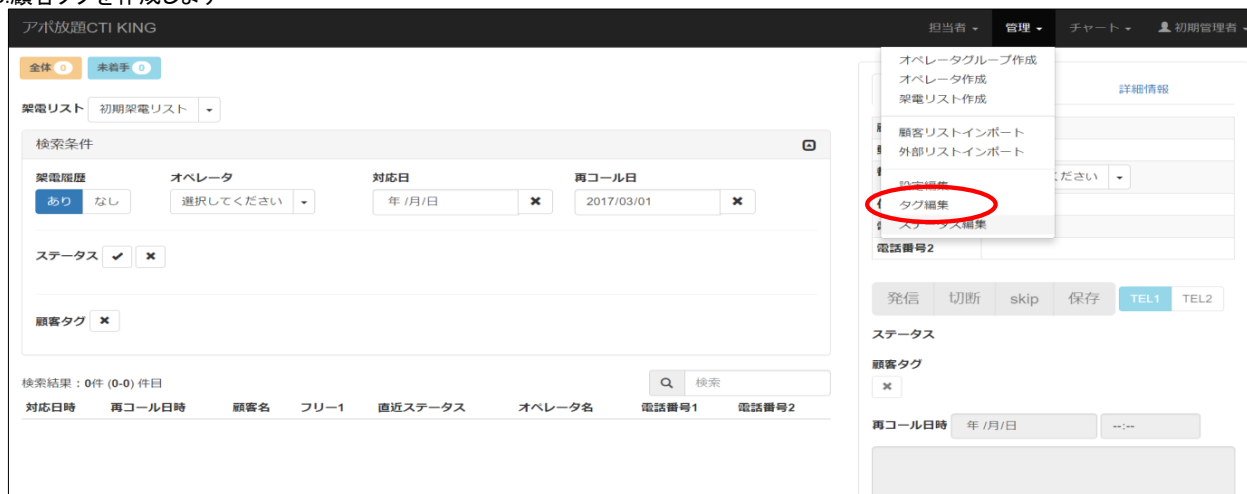 顧客タグを作成します
アポ放題CTI KING
担当者 管理 チャート 初期管理者
全体 0 未着手 0
架電リスト 初期架電リスト
検索条件
架電履歴 オペレータ 対応日 再コール日
あり なし 選択してください 年 /月/日 2017/03/01
ステータス
顧客タグ
検索結果：0件 (0-0) 件目
検索
対応日時 再コール日時 顧客名 フリー1 直近ステータス オペレータ名 電話番号1 電話番号2
オペレータグループ作成
オペレータ作成
架電リスト作成
顧客リストインポート
外部リストインポート
設定編集
タグ編集
ステータス編集
詳細情報
ください
電話番号2
発信 切断 skip 保存 TEL1 TEL2
ステータス
顧客タグ
再コール日時 年 /月/日 --:--